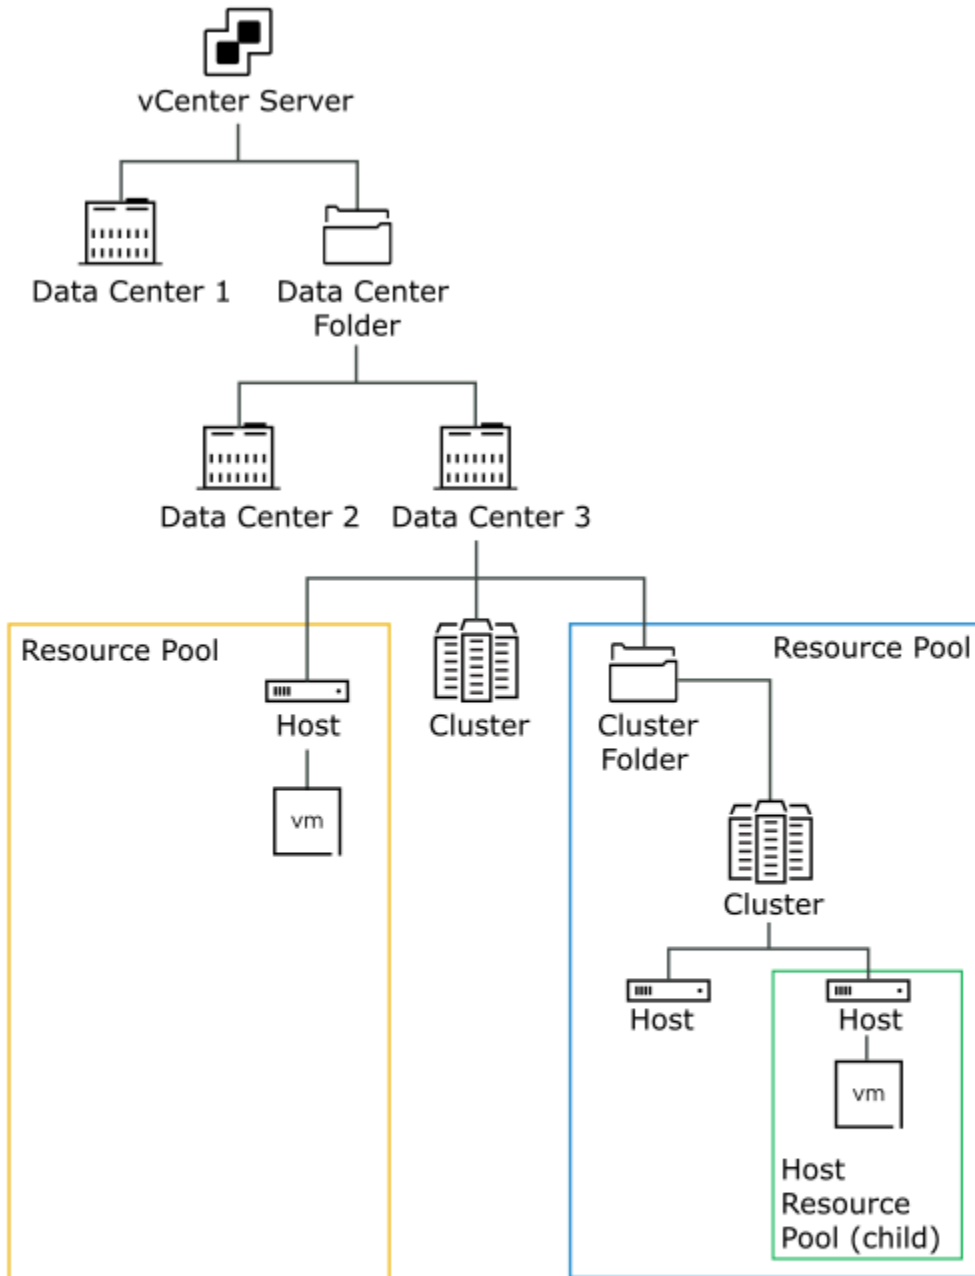 vCenter Server
Data Center 1
Data Center
Folder
Data Center 2
Data Center 3
Resource Pool
Host
vm
Cluster
Resource Pool
Cluster
Folder
Cluster
Host
Host
vm
Host
Resource
Pool (child)